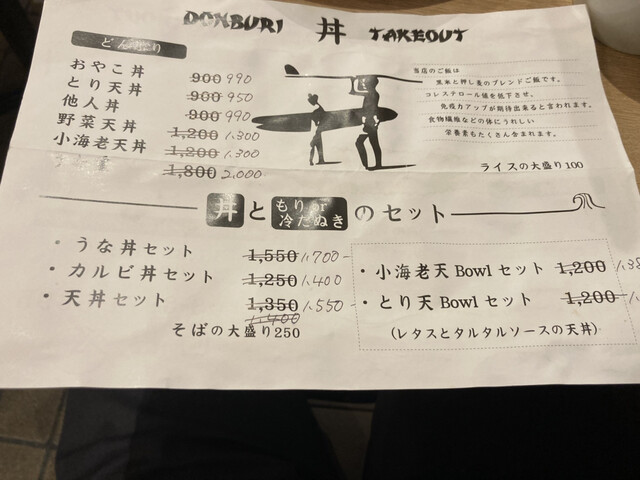 DONBURI 丼 TAKEOUT
どんぶり
おやこ丼 900 990
とり天丼 900 950
他人丼 900 990
野菜天丼 1,200 1,300
小海老天丼 1,200 1,300
1,800 2,000
当店のご飯は
黒米と押し麦のブレンドご飯です。
コレステロール値を低下させ、
免疫力アップが期待出来ると言われます。
食物繊維などの体にうれしい
栄養素もたくさん含まれます。
ライスの大盛り100
丼ともりor冷だぬきのセット
・うな丼セット 1,550 1,700
・カルビ丼セット 1,250 1,400
・天丼セット 1,350 1,550
1,400
そばの大盛り250
・小海老天Bowlセット 1,200
・とり天Bowlセット 1,200
(レタスとタルタルソースの天丼)